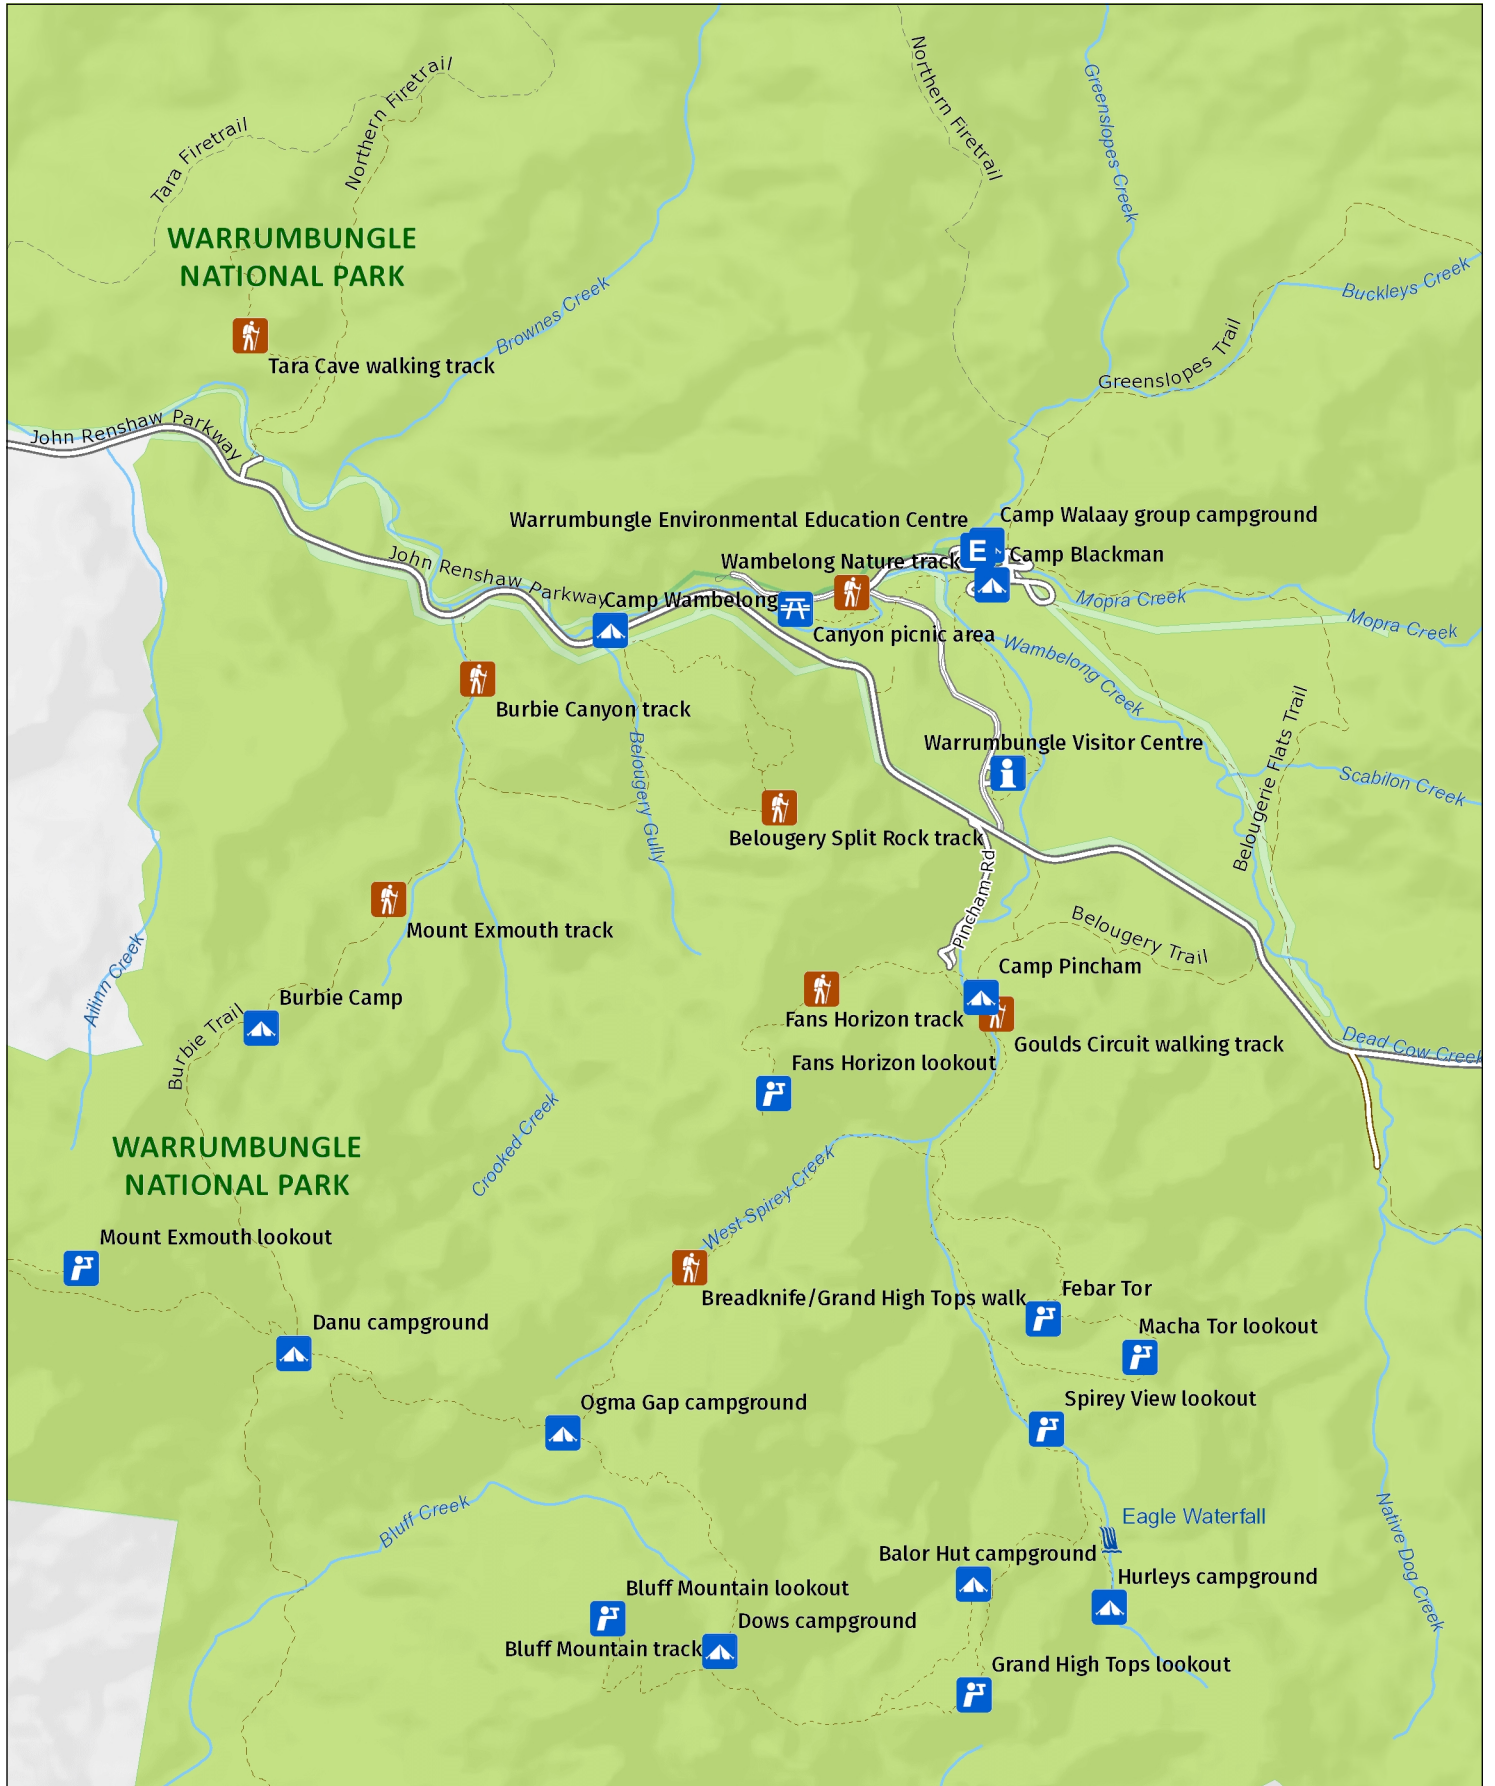 Northern Firetrail
Northern Firetrail
Greenslopes Creek
Tara Firetrail
WARRUMBUNGLE
NATIONAL PARK
Buckleys Creek
Brownes Creek
Greenslopes Trail
Tara Cave walking track
John Renshaw Parkway
Warrumbungle Environmental Education Centre
Camp Walaay group campground
E
John Renshaw Parkway
Wambelong Nature track
Camp Blackman
Camp Wambelong
Mopra Creek
Mopra Creek
Canyon picnic area
Wambelong Creek
Burbie Canyon track
Belougery Gully
Warrumbungle Visitor Centre
Belougerie Flats Trail
Scabilon Creek
Belougery Split Rock track
Pincham Rd
Mount Exmouth track
Belougery Trail
Ailinn Creek
Camp Pincham
Burbie Camp
Fans Horizon track
Burbie Trail
Goulds Circuit walking track
Dead Cow Creek
Fans Horizon lookout
WARRUMBUNGLE
NATIONAL PARK
Crooked Creek
West Spirey Creek
Mount Exmouth lookout
Breadknife/Grand High Tops walk
Febar Tor
Danu campground
Macha Tor lookout
Ogma Gap campground
Spirey View lookout
Bluff Creek
Eagle Waterfall
Native Dog Creek
Balor Hut campground
Hurleys campground
Bluff Mountain lookout
Dows campground
Bluff Mountain track
Grand High Tops lookout